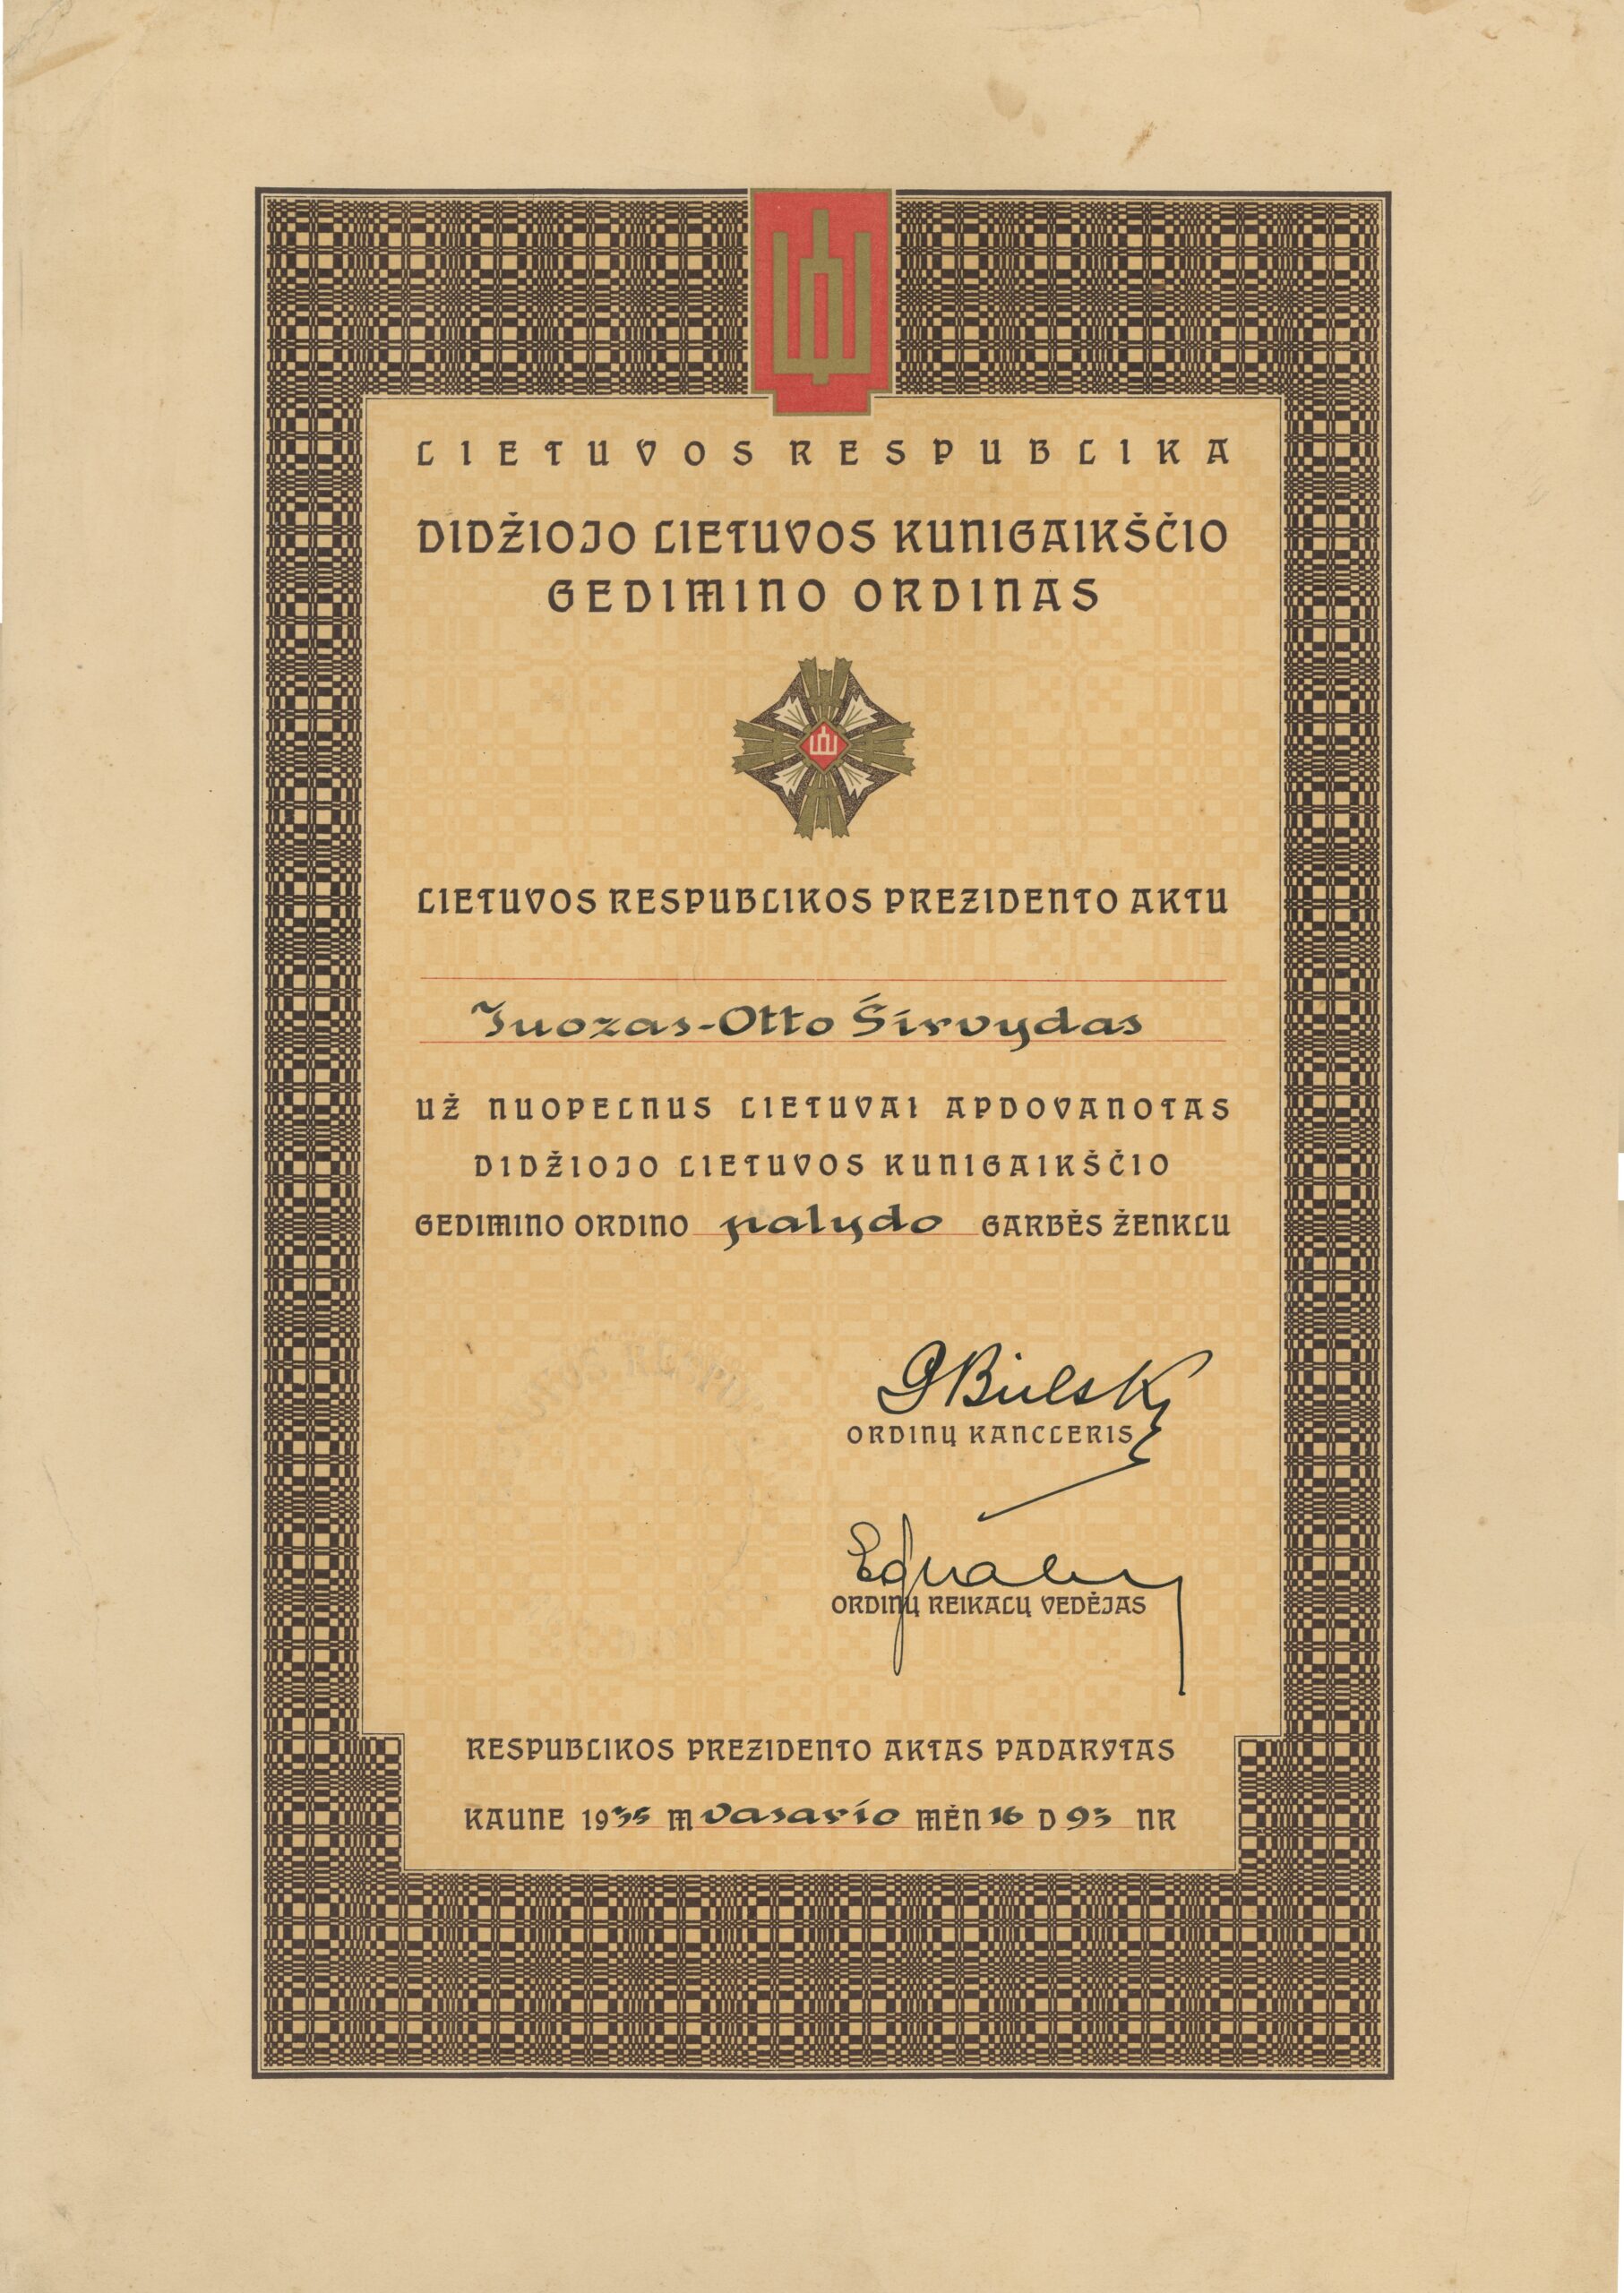 LIETUVOS RESPUBLIKA
DIDŽIOJO LIETUVOS KUNIGAIKŠČIO
GEDIMINO ORDINAS
LIETUVOS RESPUBLIKOS PREZIDENTO AKTU
Juozas-Otto Širvydas
UŽ NUOPELNUS LIETUVAI APDOVANOTAS
DIDŽIOJO LIETUVOS KUNIGAIKŠČIO
GEDIMINO ORDINO palydo GARBĖS ŽENKLU
ORDINŲ KANCLERIS
ORDINŲ REIKALŲ VEDĖJAS
RESPUBLIKOS PREZIDENTO AKTAS PADARYTAS
KAUNE 1935 M vasario MĖN 16 D 93 NR